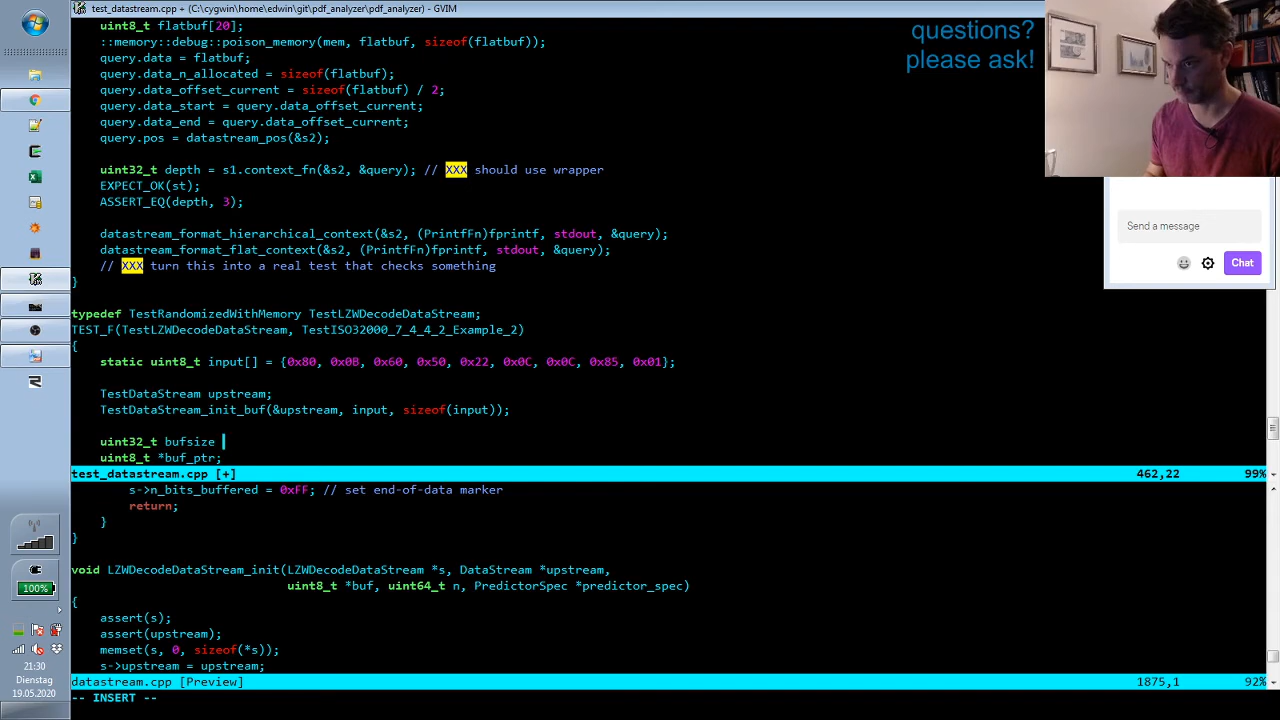 test_datastream.cpp + (C:\cygwin\home\edwin\git\pdf_analyzer\pdf_analyzer) - GVIM
uint8_t flatbuf[20];
::memory::debug::poison_memory(mem, flatbuf, sizeof(flatbuf));
query.data = flatbuf;
query.data_n_allocated = sizeof(flatbuf);
query.data_offset_current = sizeof(flatbuf) / 2;
query.data_start = query.data_offset_current;
query.data_end = query.data_offset_current;
query.pos = datastream_pos(&s2);
uint32_t depth = s1.context_fn(&s2, &query); // XXX should use wrapper
EXPECT_OK(st);
ASSERT_EQ(depth, 3);
datastream_format_hierarchical_context(&s2, (PrintfFn)fprintf, stdout, &query);
datastream_format_flat_context(&s2, (PrintfFn)fprintf, stdout, &query);
// XXX turn this into a real test that checks something
}
typedef TestRandomizedWithMemory TestLZWDecodeDataStream;
TEST_F(TestLZWDecodeDataStream, TestISO32000_7_4_4_2_Example_2)
{
static uint8_t input[] = {0x80, 0x0B, 0x60, 0x50, 0x22, 0x0C, 0x0C, 0x85, 0x01};
TestDataStream upstream;
TestDataStream_init_buf(&upstream, input, sizeof(input));
uint32_t bufsize
uint8_t *buf_ptr;
test_datastream.cpp [+] 462,22 99%
s->n_bits_buffered = 0xFF; // set end-of-data marker
return;
}
}
void LZWDecodeDataStream_init(LZWDecodeDataStream *s, DataStream *upstream,
uint8_t *buf, uint64_t n, PredictorSpec *predictor_spec)
{
assert(s);
assert(upstream);
memset(s, 0, sizeof(*s));
s->upstream = upstream;
datastream.cpp [Preview] 1875,1 92%
-- INSERT --
questions?
please ask!
Send a message
Chat
100%
21:30
Dienstag
19.05.2020